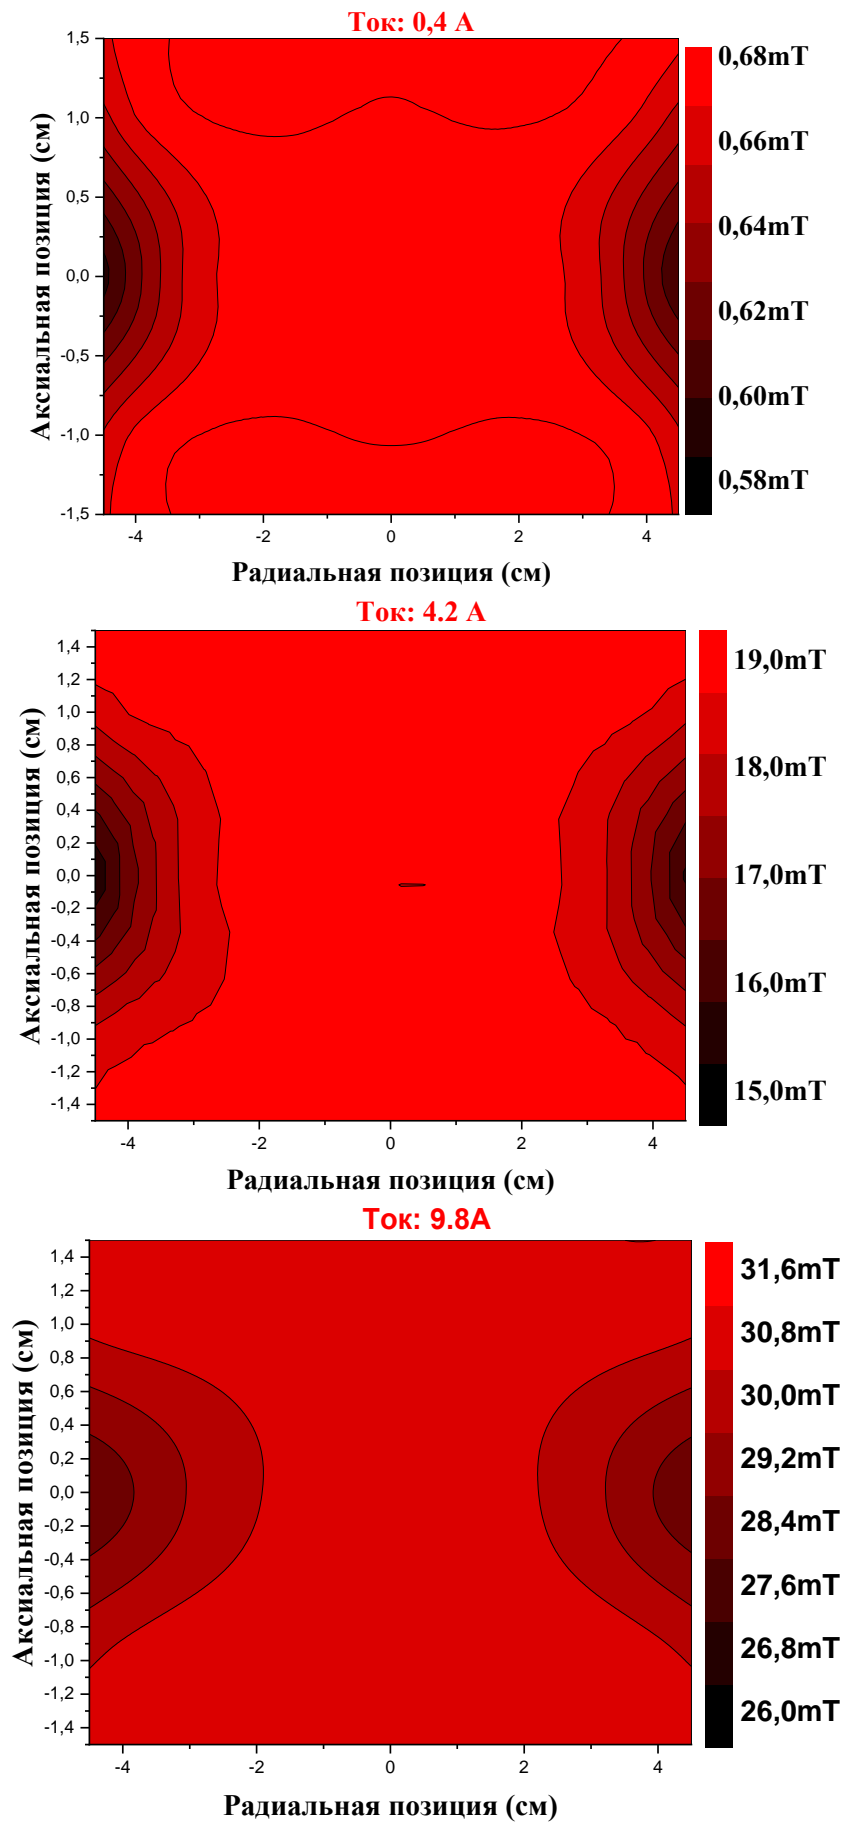 Ток: 0,4 А
1,5
1,0
0,5
0,0
-0,5
-1,0
-1,5
Аксиальная позиция (см)
-4
-2
0
2
4
Радиальная позиция (см)
0,68mT
0,66mT
0,64mT
0,62mT
0,60mT
0,58mT
Ток: 4.2 А
1,4
1,2
1,0
0,8
0,6
0,4
0,2
0,0
-0,2
-0,4
-0,6
-0,8
-1,0
-1,2
-1,4
Аксиальная позиция (см)
-4
-2
0
2
4
Радиальная позиция (см)
19,0mT
18,0mT
17,0mT
16,0mT
15,0mT
Ток: 9.8А
1,4
1,2
1,0
0,8
0,6
0,4
0,2
0,0
-0,2
-0,4
-0,6
-0,8
-1,0
-1,2
-1,4
Аксиальная позиция (см)
-4
-2
0
2
4
Радиальная позиция (см)
31,6mT
30,8mT
30,0mT
29,2mT
28,4mT
27,6mT
26,8mT
26,0mT